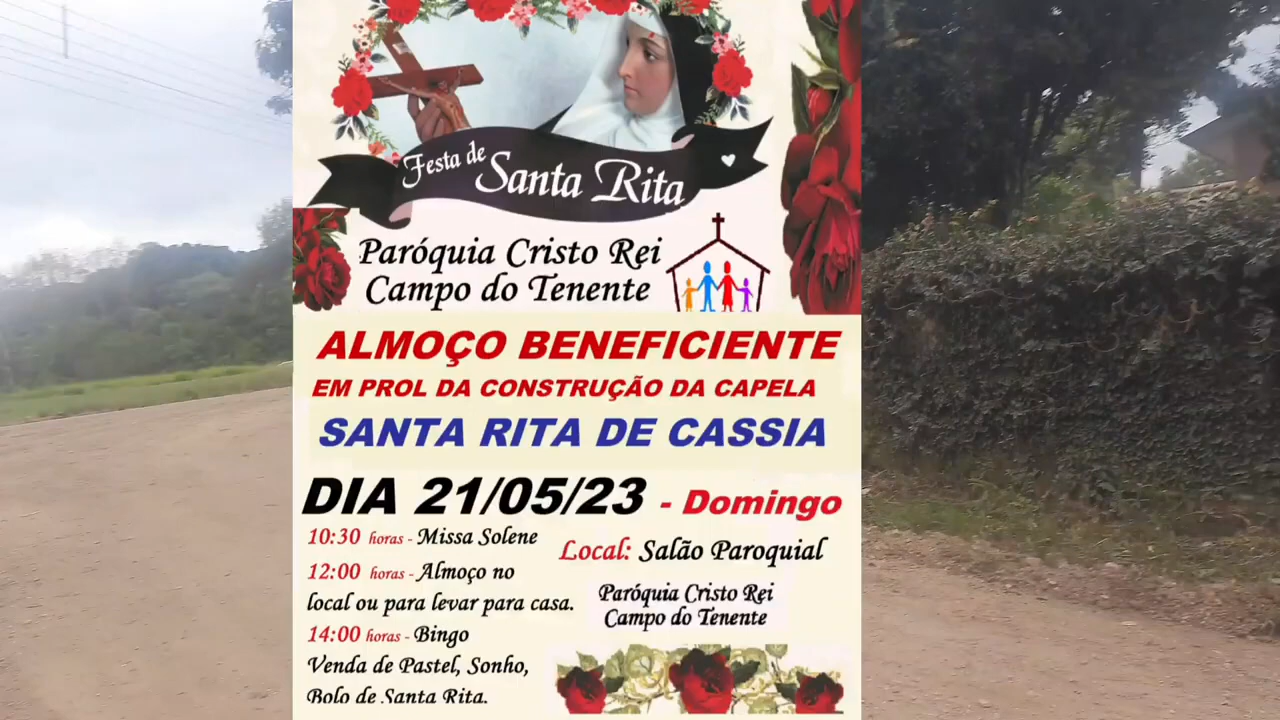 Festa de Santa Rita
Paróquia Cristo Rei
Campo do Tenente
ALMOÇO BENEFICIENTE
EM PROL DA CONSTRUÇÃO DA CAPELA
SANTA RITA DE CASSIA
DIA 21/05/23 - Domingo
10:30 horas - Missa Solene
12:00 horas - Almoço no
local ou para levar para casa.
14:00 horas - Bingo
Venda de Pastel, Sonho,
Bolo de Santa Rita.
Local: Salão Paroquial
Paróquia Cristo Rei
Campo do Tenente